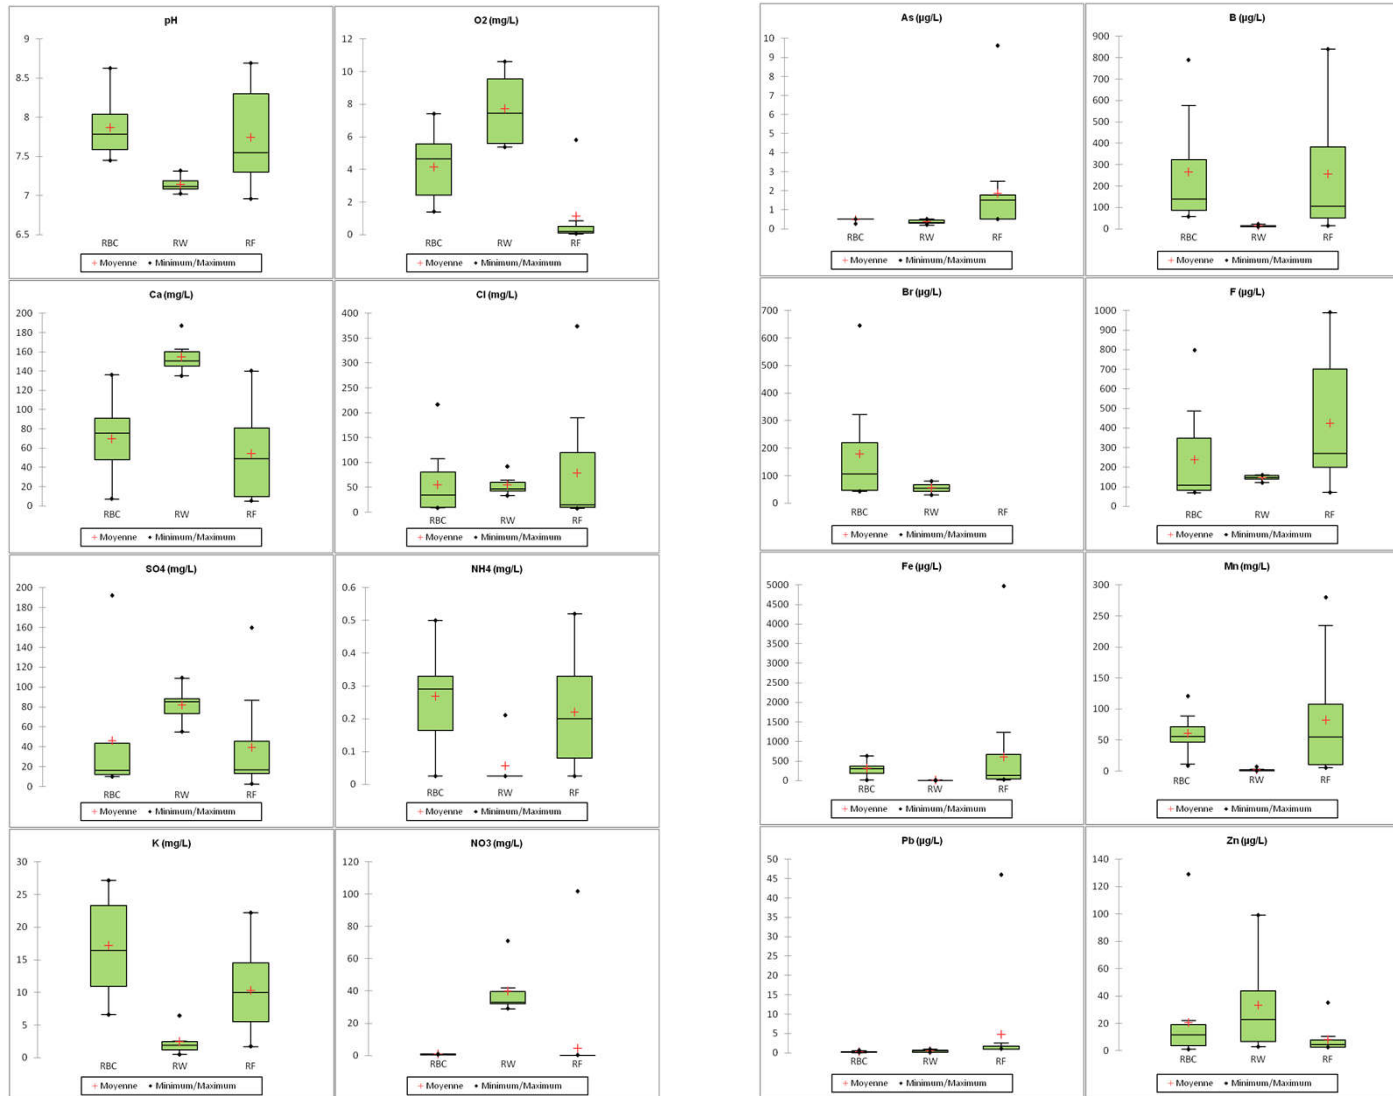 pH
9
8.5
8
7.5
7
6.5
RBC RW RF
+ Moyenne • Minimum/Maximum
O2 (mg/L)
12
10
8
6
4
2
0
RBC RW RF
+ Moyenne • Minimum/Maximum
As (µg/L)
10
9
8
7
6
5
4
3
2
1
0
RBC RW RF
+ Moyenne • Minimum/Maximum
B (µg/L)
900
800
700
600
500
400
300
200
100
0
RBC RW RF
+ Moyenne • Minimum/Maximum
Ca (mg/L)
200
180
160
140
120
100
80
60
40
20
0
RBC RW RF
+ Moyenne • Minimum/Maximum
Cl (mg/L)
400
350
300
250
200
150
100
50
0
RBC RW RF
+ Moyenne • Minimum/Maximum
Br (µg/L)
700
600
500
400
300
200
100
0
RBC RW RF
+ Moyenne • Minimum/Maximum
F (µg/L)
1000
900
800
700
600
500
400
300
200
100
0
RBC RW RF
+ Moyenne • Minimum/Maximum
SO4 (mg/L)
200
180
160
140
120
100
80
60
40
20
0
RBC RW RF
+ Moyenne • Minimum/Maximum
NH4 (mg/L)
0.6
0.5
0.4
0.3
0.2
0.1
0
RBC RW RF
+ Moyenne • Minimum/Maximum
Fe (µg/L)
5000
4500
4000
3500
3000
2500
2000
1500
1000
500
0
RBC RW RF
+ Moyenne • Minimum/Maximum
Mn (mg/L)
300
250
200
150
100
50
0
RBC RW RF
+ Moyenne • Minimum/Maximum
K (mg/L)
30
25
20
15
10
5
0
RBC RW RF
+ Moyenne • Minimum/Maximum
NO3 (mg/L)
120
100
80
60
40
20
0
RBC RW RF
+ Moyenne • Minimum/Maximum
Pb (µg/L)
50
45
40
35
30
25
20
15
10
5
0
RBC RW RF
+ Moyenne • Minimum/Maximum
Zn (µg/L)
140
120
100
80
60
40
20
0
RBC RW RF
+ Moyenne • Minimum/Maximum